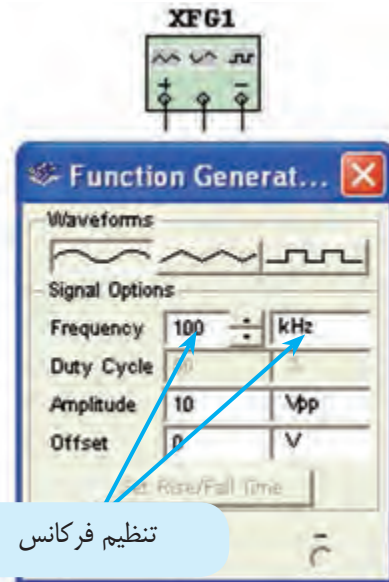 XFG1
Function Generat...
Waveforms
Signal Options
Frequency 100 kHz
Duty Cycle
Amplitude 10 Vpp
Offset 0 V
Rise/Fall Time
تنظیم فرکانس